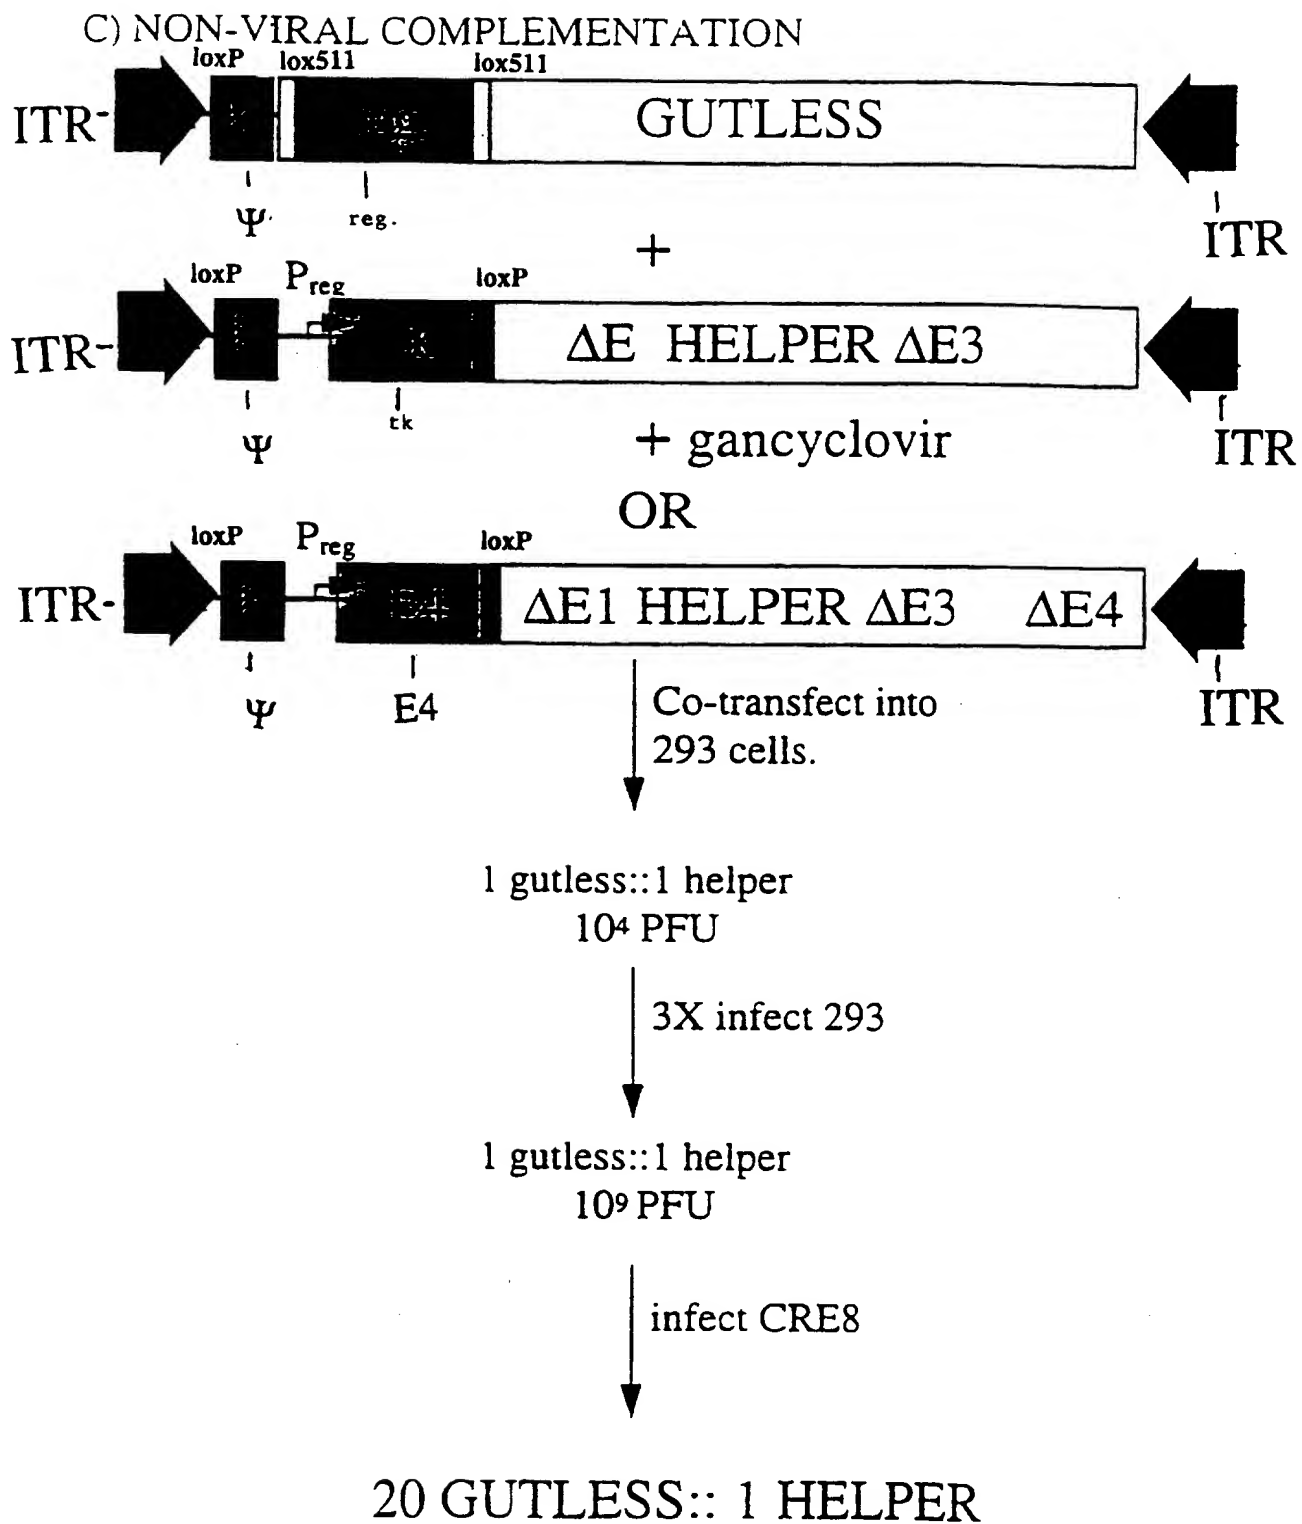 C) NON-VIRAL COMPLEMENTATION
loxP lox511 lox511
ITR- GUTLESS
Ψ reg. ITR
+
loxP Preg loxP
ITR- ΔE HELPER ΔE3
Ψ tk ITR
+ gancyclovir
OR
loxP Preg loxP
ITR- E4 ΔE1 HELPER ΔE3 ΔE4
Ψ E4 ITR
Co-transfect into
293 cells.
1 gutless::1 helper
10⁴ PFU
3X infect 293
1 gutless::1 helper
10⁹ PFU
infect CRE8
20 GUTLESS:: 1 HELPER